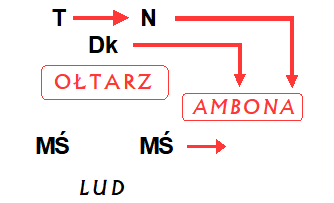 T N
Dk
OŁTARZ
AMBONA
MŚ MŚ
LUD